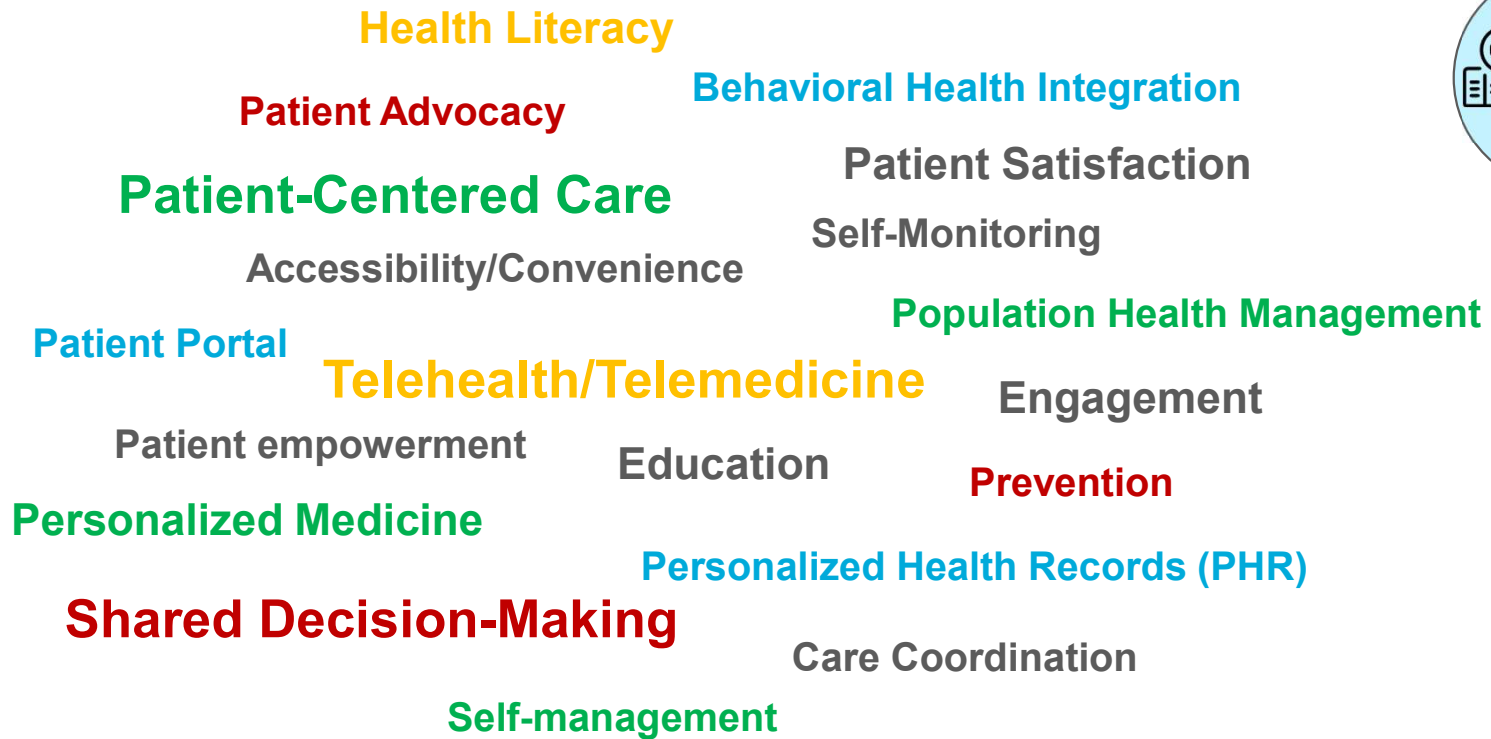 Health Literacy
Behavioral Health Integration
Patient Advocacy
Patient Satisfaction
Patient-Centered Care
Self-Monitoring
Accessibility/Convenience
Population Health Management
Patient Portal
Telehealth/Telemedicine
Engagement
Patient empowerment
Education
Prevention
Personalized Medicine
Personalized Health Records (PHR)
Shared Decision-Making
Care Coordination
Self-management